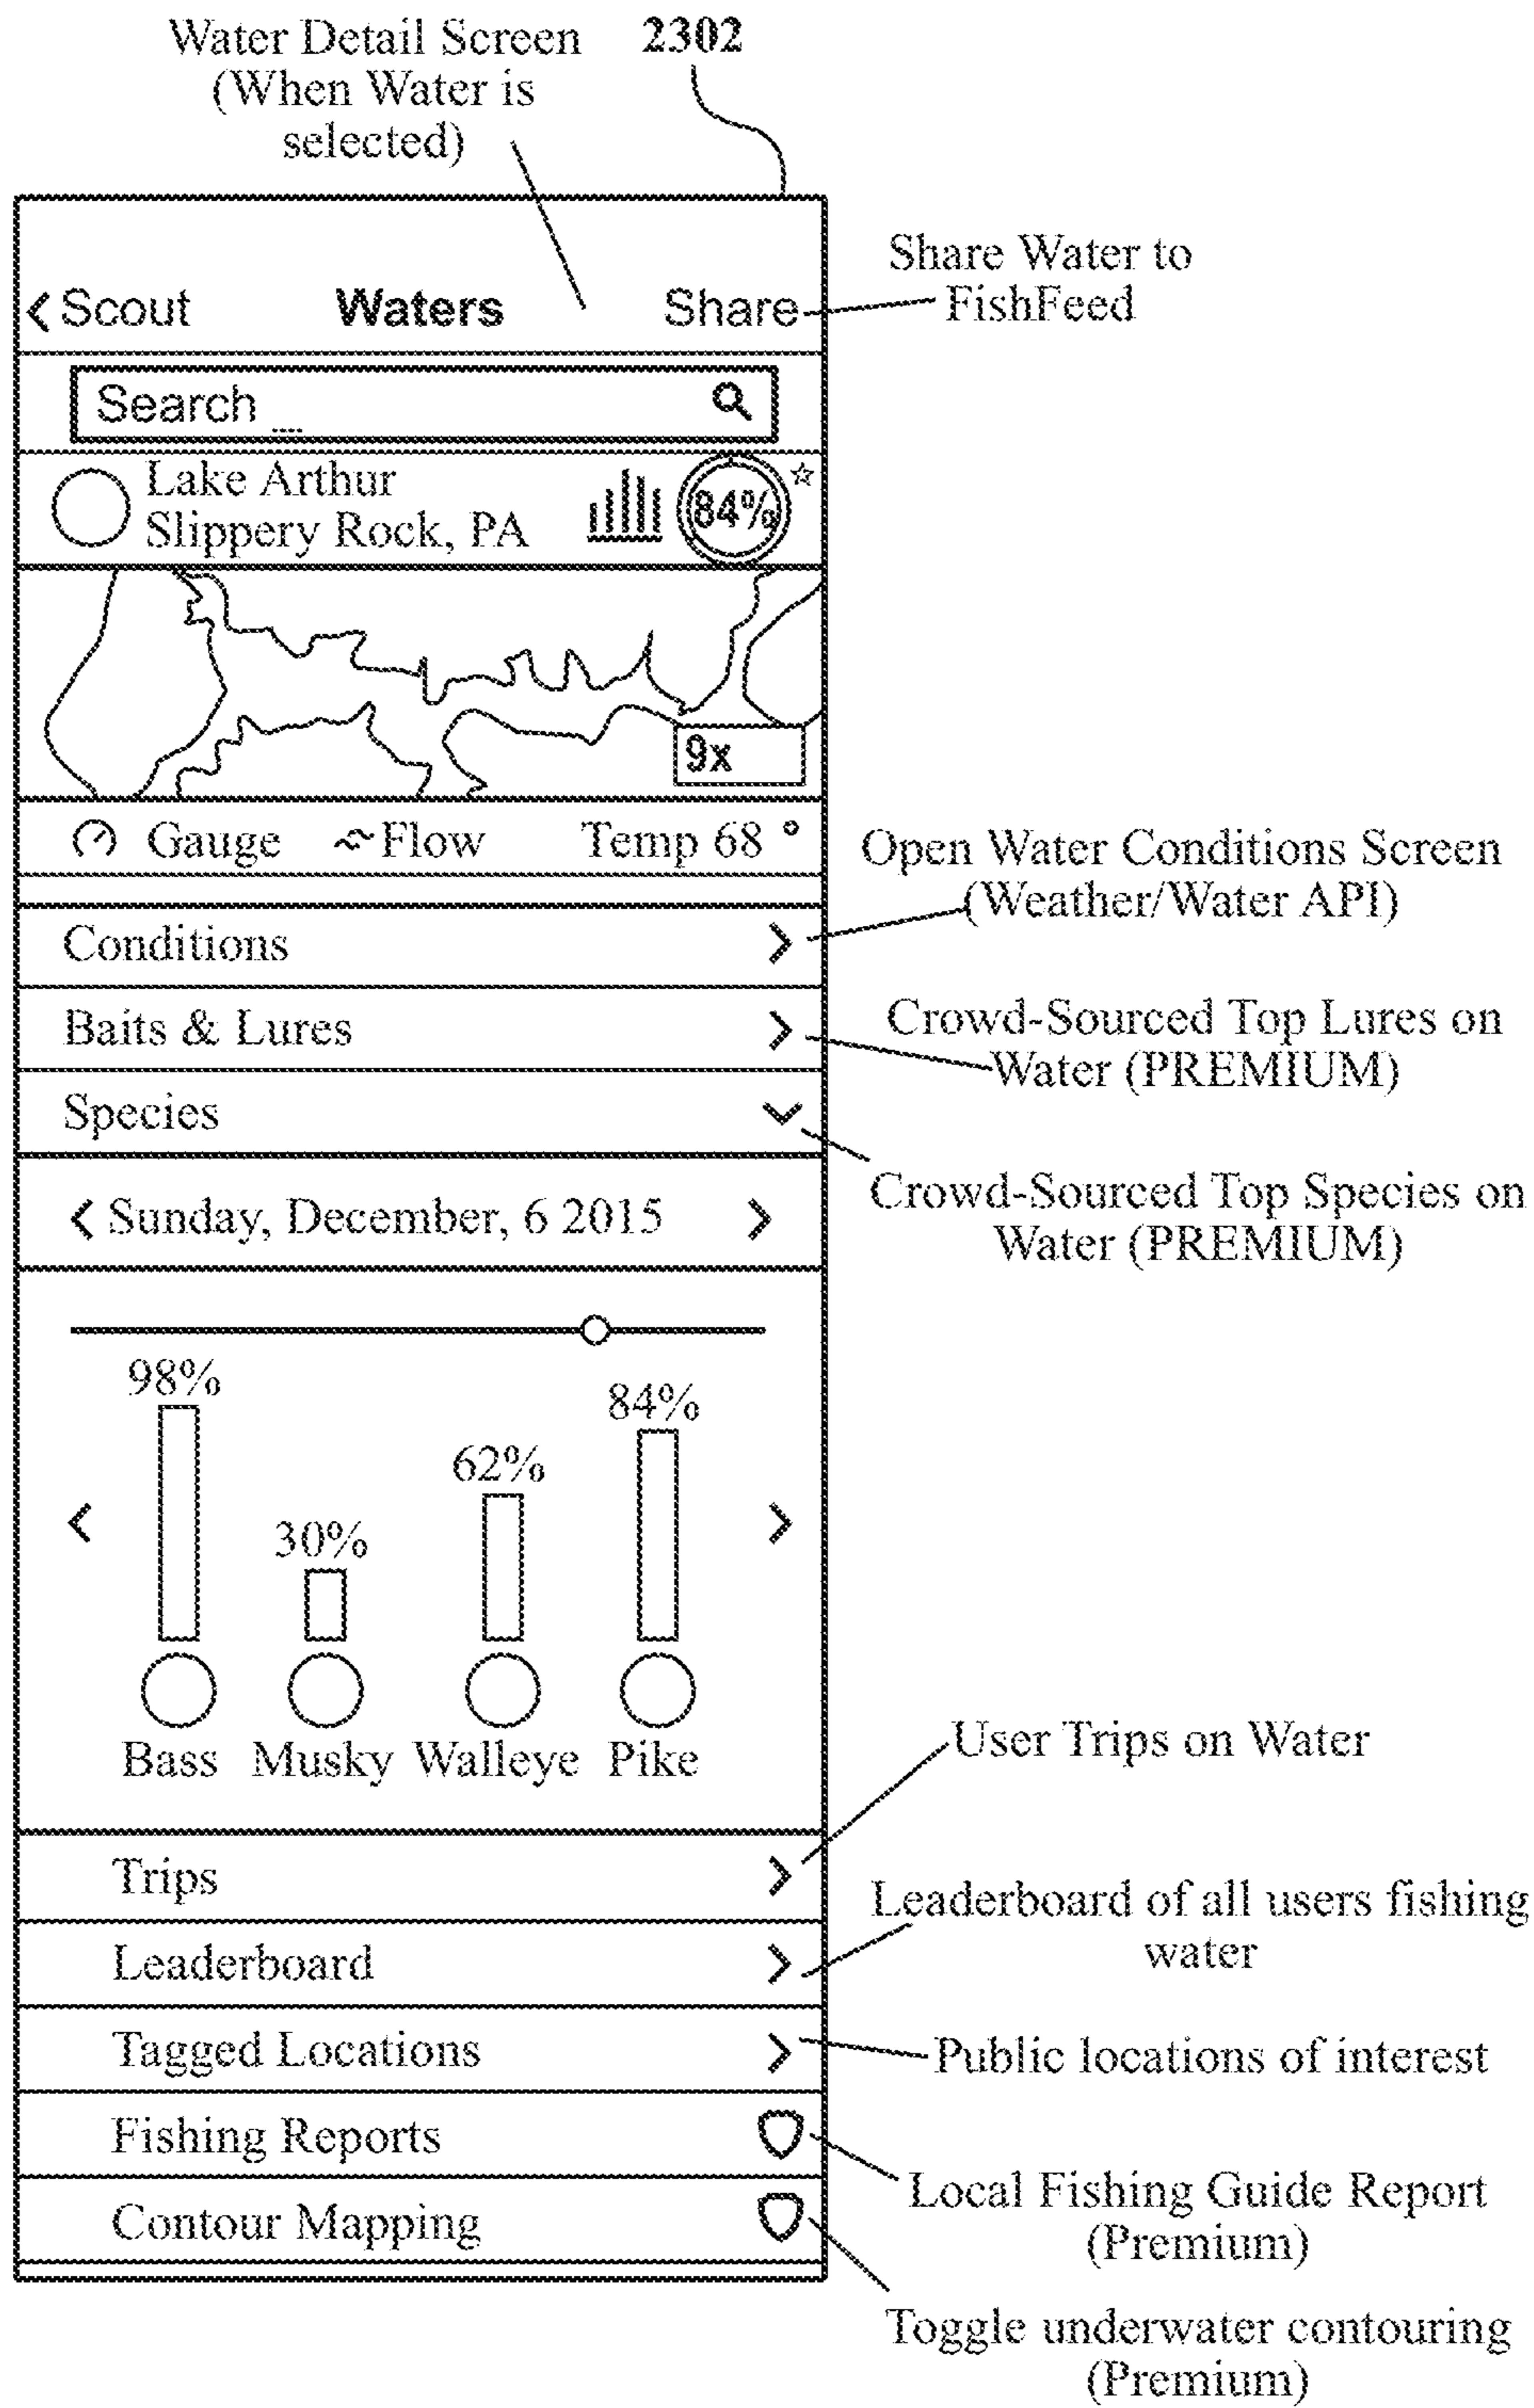 Water Detail Screen
(When Water is
selected)
2302
< Scout Waters Share
Share Water to
FishFeed
Search ....
Lake Arthur
Slippery Rock, PA
84%
9x
Gauge Flow Temp 68 °
Open Water Conditions Screen
(Weather/Water API)
Conditions >
Baits & Lures >
Crowd-Sourced Top Lures on
Water (PREMIUM)
Species
Crowd-Sourced Top Species on
Water (PREMIUM)
< Sunday, December, 6 2015 >
98%
30%
62%
84%
Bass Musky Walleye Pike
User Trips on Water
Trips >
Leaderboard of all users fishing
water
Leaderboard >
Tagged Locations >
Public locations of interest
Fishing Reports
Local Fishing Guide Report
(Premium)
Contour Mapping
Toggle underwater contouring
(Premium)